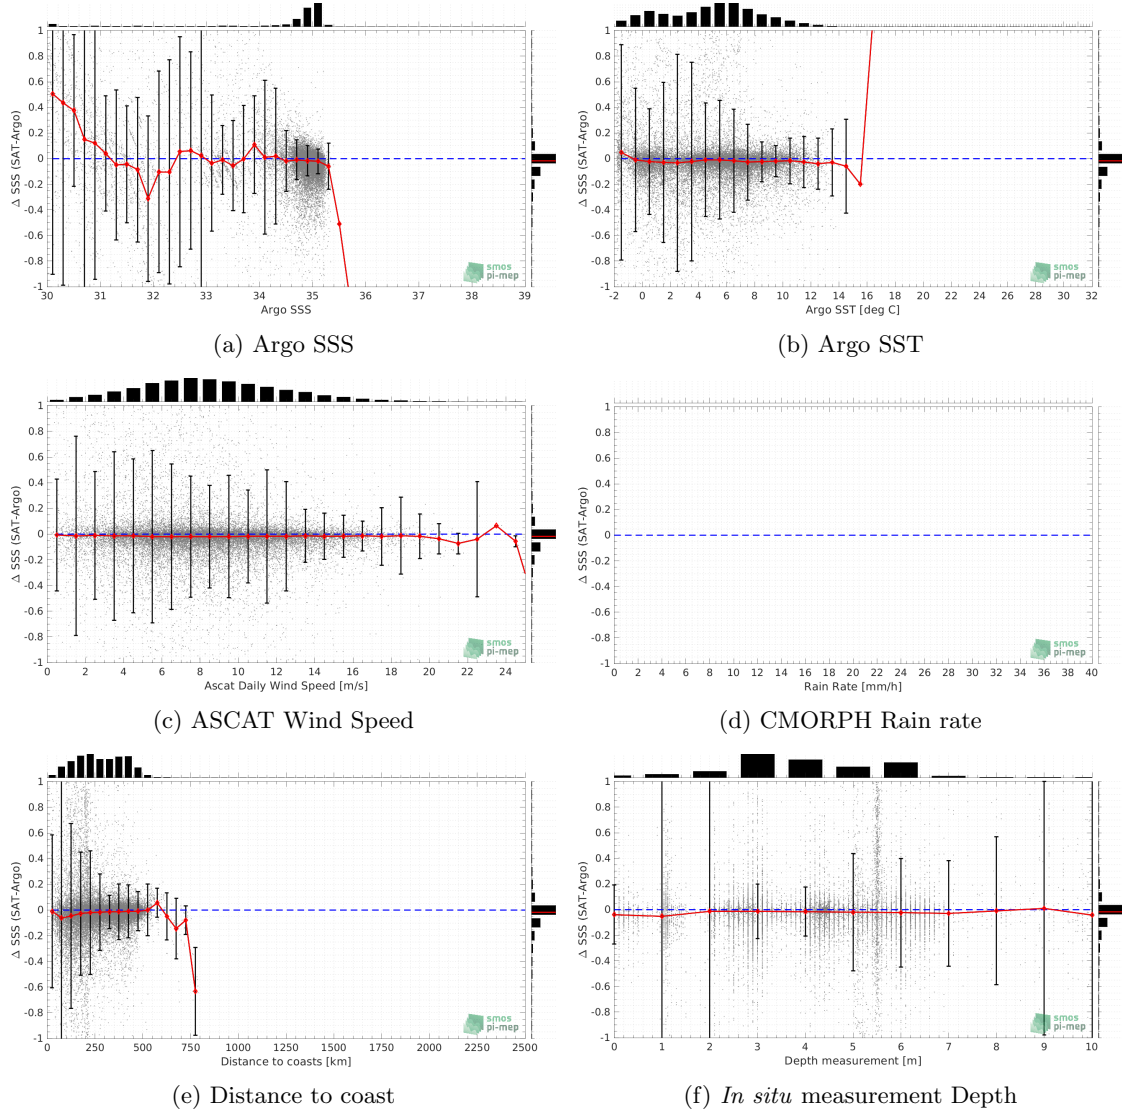 Δ SSS (SAT-Argo)
1
0.8
0.6
0.4
0.2
0
-0.2
-0.4
-0.6
-0.8
-1
30 31 32 33 34 35 36 37 38 39
Argo SSS
smos
pi-mep
(a) Argo SSS
Δ SSS (SAT-Argo)
1
0.8
0.6
0.4
0.2
0
-0.2
-0.4
-0.6
-0.8
-1
-2 0 2 4 6 8 10 12 14 16 18 20 22 24 26 28 30 32
Argo SST [deg C]
smos
pi-mep
(b) Argo SST
Δ SSS (SAT-Argo)
1
0.8
0.6
0.4
0.2
0
-0.2
-0.4
-0.6
-0.8
-1
0 2 4 6 8 10 12 14 16 18 20 22 24
Ascat Daily Wind Speed [m/s]
smos
pi-mep
(c) ASCAT Wind Speed
Δ SSS (SAT-Argo)
1
0.8
0.6
0.4
0.2
0
-0.2
-0.4
-0.6
-0.8
-1
0 2 4 6 8 10 12 14 16 18 20 22 24 26 28 30 32 34 36 38 40
Rain Rate [mm/h]
smos
pi-mep
(d) CMORPH Rain rate
Δ SSS (SAT-Argo)
1
0.8
0.6
0.4
0.2
0
-0.2
-0.4
-0.6
-0.8
-1
0 250 500 750 1000 1250 1500 1750 2000 2250 2500
Distance to coasts [km]
smos
pi-mep
(e) Distance to coast
Δ SSS (SAT-Argo)
1
0.8
0.6
0.4
0.2
0
-0.2
-0.4
-0.6
-0.8
-1
0 1 2 3 4 5 6 7 8 9 10
Depth measurement [m]
smos
pi-mep
(f) In situ measurement Depth